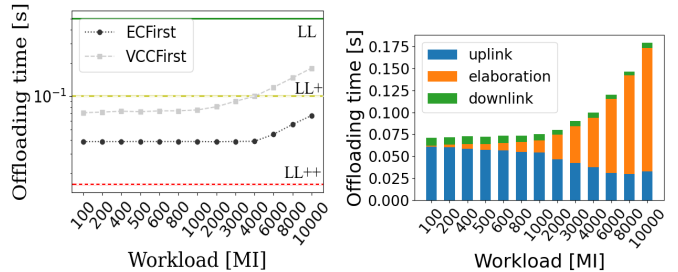 Offloading time [s]
10⁻¹
ECFirst
VCCFirst
LL
LL+
LL++
100 200 400 500 600 800 1000 2000 3000 4000 6000 8000 10000
Workload [MI]
Offloading time [s]
0.175
0.150
0.125
0.100
0.075
0.050
0.025
0.000
uplink
elaboration
downlink
100 200 400 500 600 800 1000 2000 3000 4000 6000 8000 10000
Workload [MI]